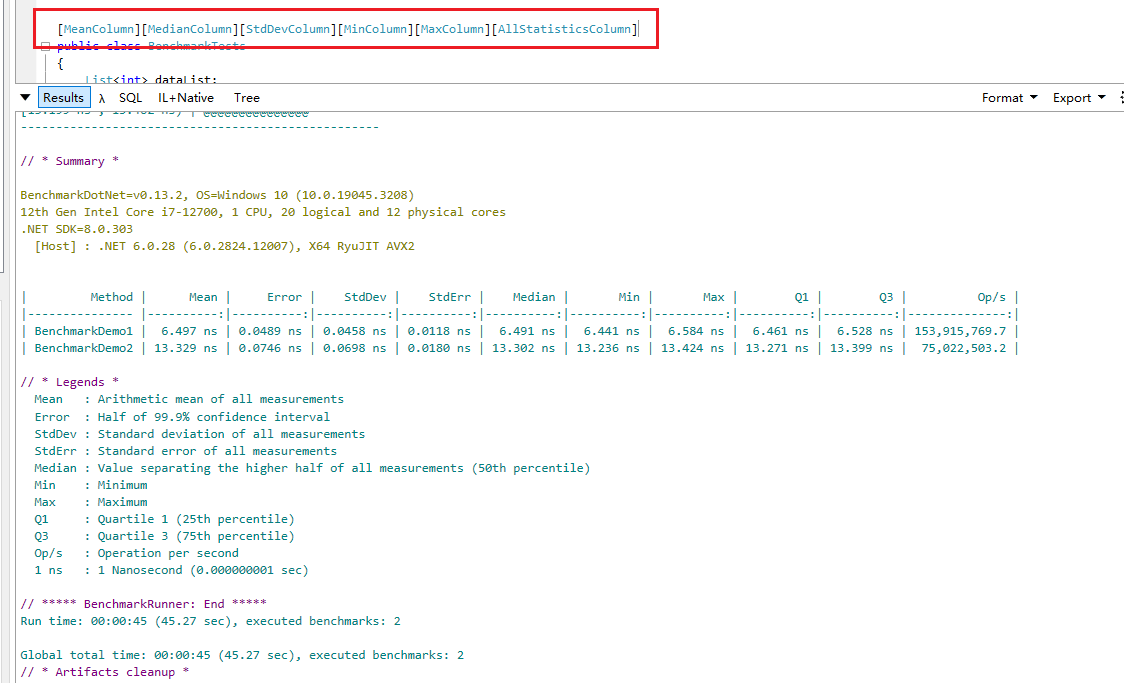 [MeanColumn][MedianColumn][StdDevColumn][MinColumn][MaxColumn][AllStatisticsColumn]
public class BenchmarkTests
{
List<int> dataList;
Results λ SQL IL+Native Tree Format Export
------------------------------------------------
// * Summary *
BenchmarkDotNet=v0.13.2, OS=Windows 10 (10.0.19045.3208)
12th Gen Intel Core i7-12700, 1 CPU, 20 logical and 12 physical cores
.NET SDK=8.0.303
[Host] : .NET 6.0.28 (6.0.2824.12007), X64 RyuJIT AVX2
| Method | Mean | Error | StdDev | StdErr | Median | Min | Max | Q1 | Q3 | Op/s |
|-------------- |----------:|----------:|----------:|----------:|----------:|----------:|----------:|----------:|----------:|--------------:|
| BenchmarkDemo1 | 6.497 ns | 0.0489 ns | 0.0458 ns | 0.0118 ns | 6.491 ns | 6.441 ns | 6.584 ns | 6.461 ns | 6.528 ns | 153,915,769.7 |
| BenchmarkDemo2 | 13.329 ns | 0.0746 ns | 0.0698 ns | 0.0180 ns | 13.302 ns | 13.236 ns | 13.424 ns | 13.271 ns | 13.399 ns | 75,022,503.2 |
// * Legends *
Mean : Arithmetic mean of all measurements
Error : Half of 99.9% confidence interval
StdDev : Standard deviation of all measurements
StdErr : Standard error of all measurements
Median : Value separating the higher half of all measurements (50th percentile)
Min : Minimum
Max : Maximum
Q1 : Quartile 1 (25th percentile)
Q3 : Quartile 3 (75th percentile)
Op/s : Operation per second
1 ns : 1 Nanosecond (0.000000001 sec)
// ***** BenchmarkRunner: End *****
Run time: 00:00:45 (45.27 sec), executed benchmarks: 2
Global total time: 00:00:45 (45.27 sec), executed benchmarks: 2
// * Artifacts cleanup *